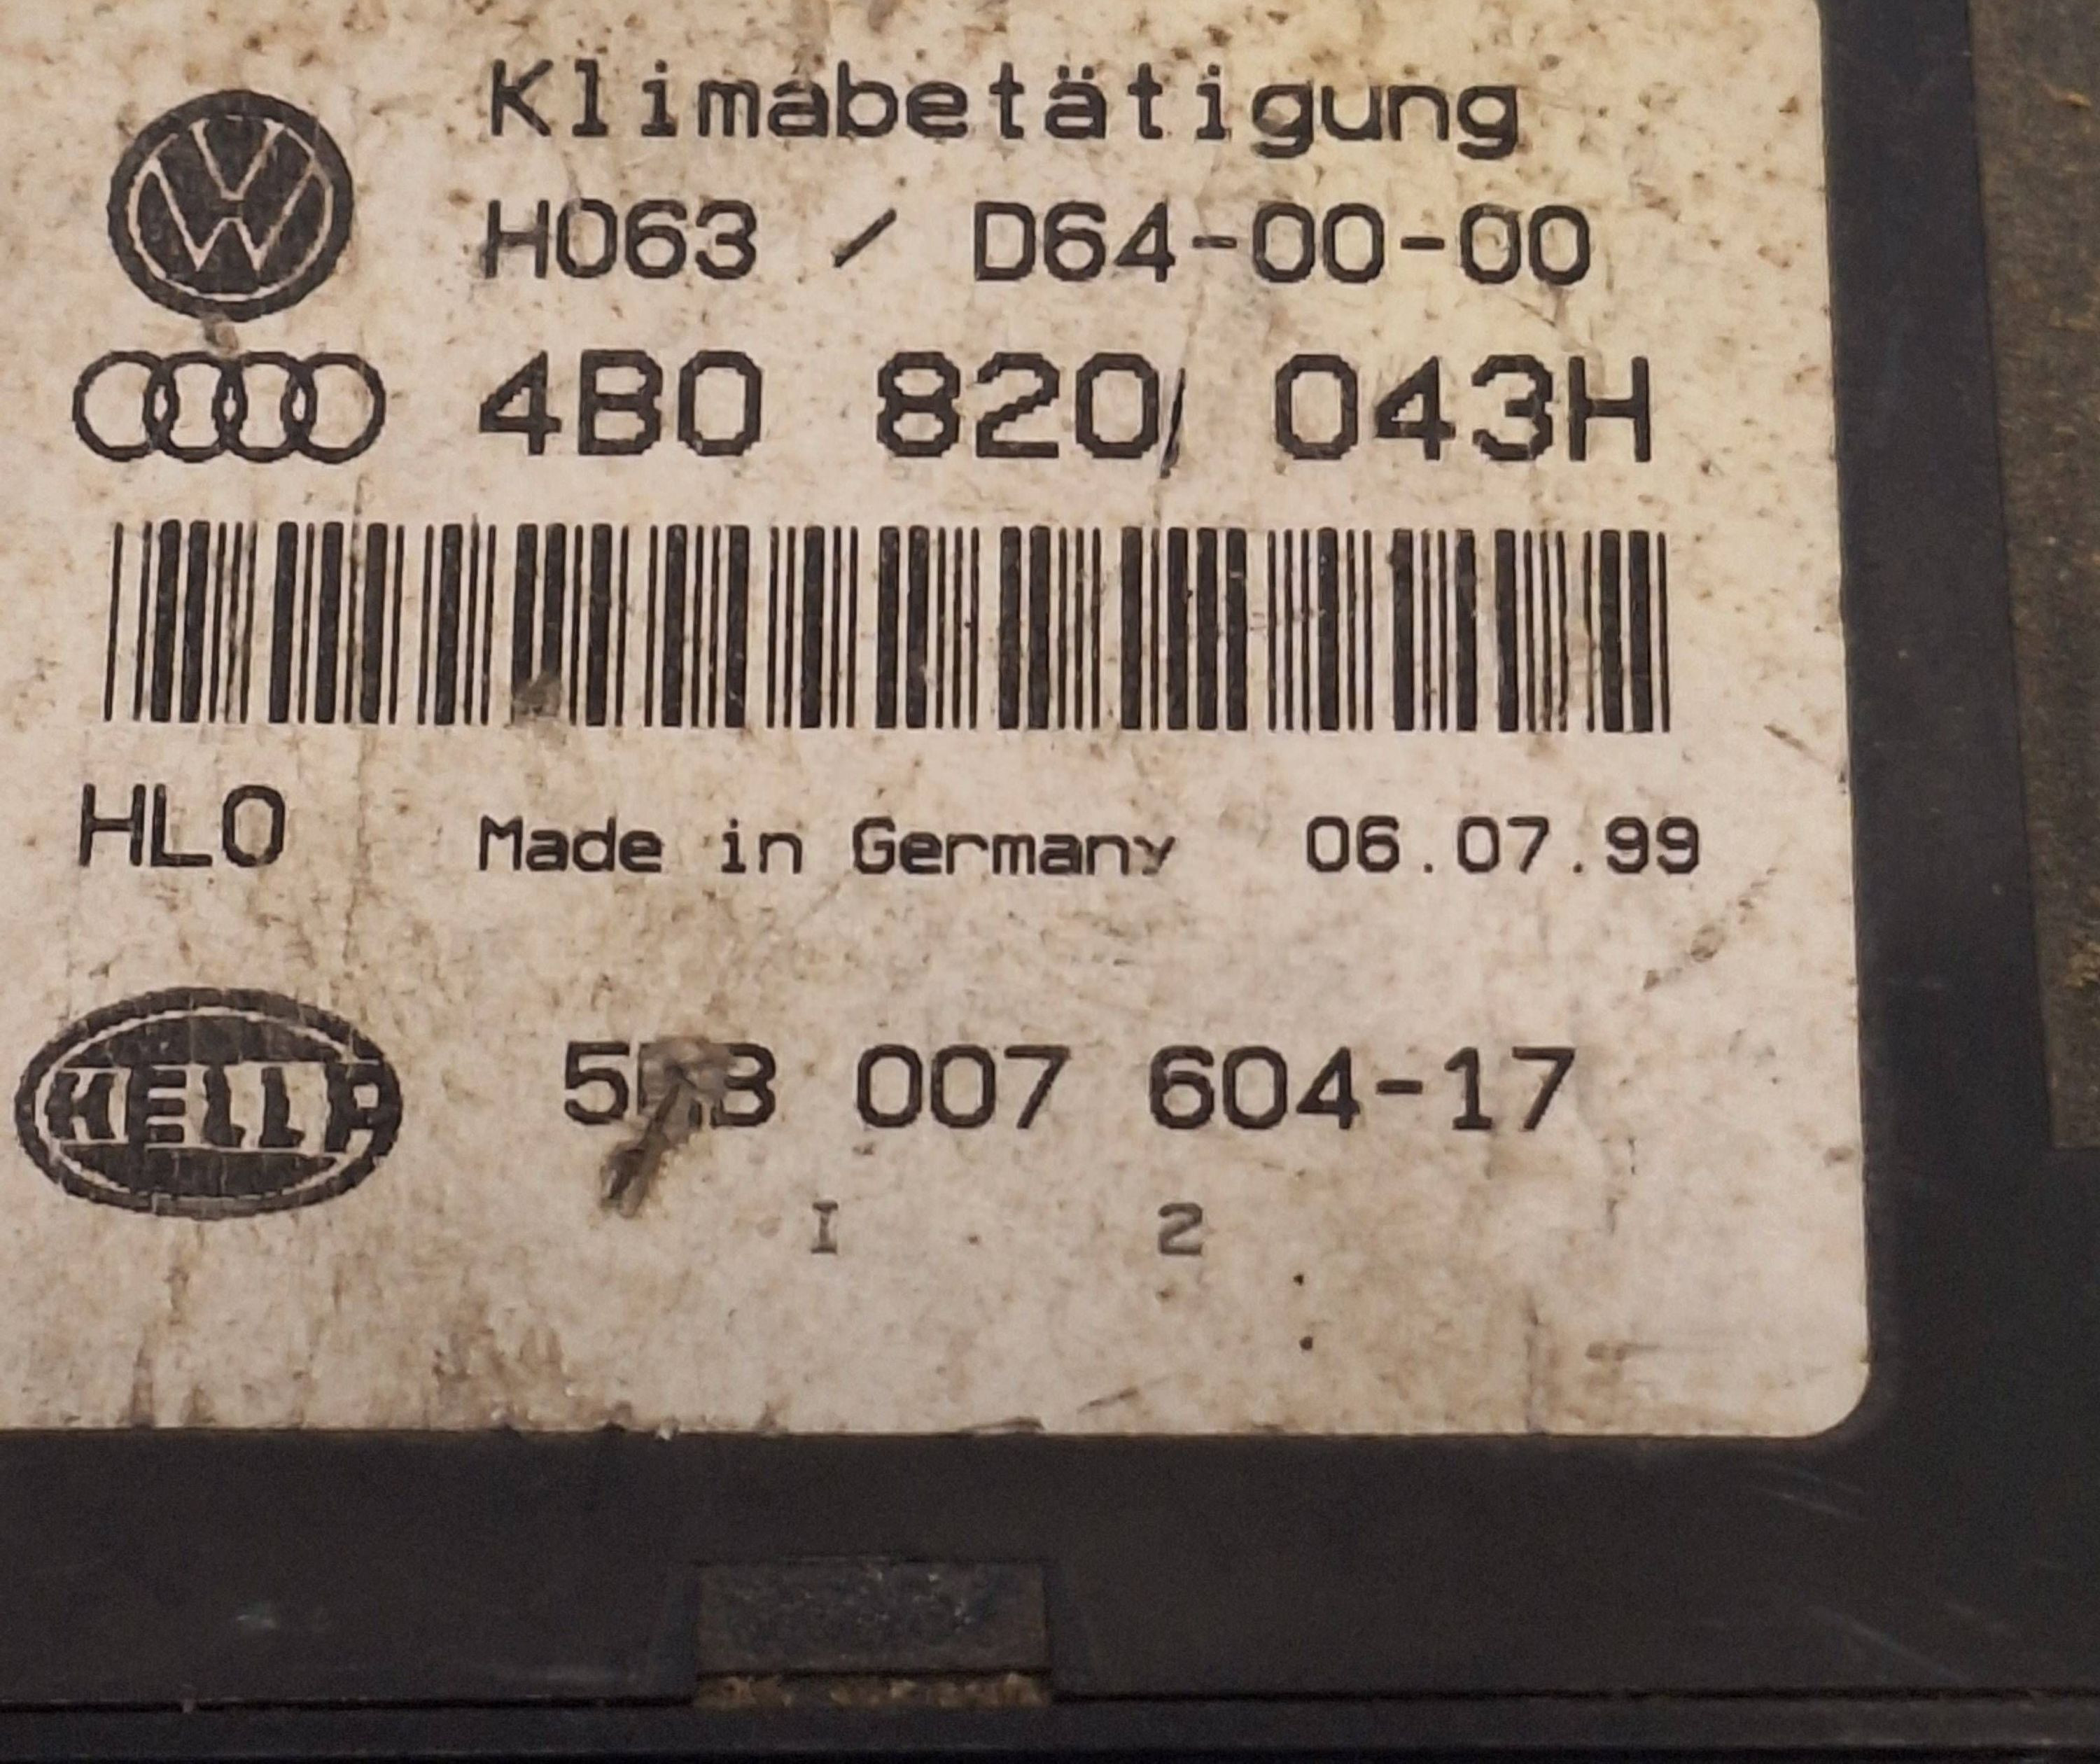 Klimabetätigung
H063 / D64-00-00
4B0 820 043H
HLO Made in Germany 06.07.99
HELLA 007 604-17
I 2